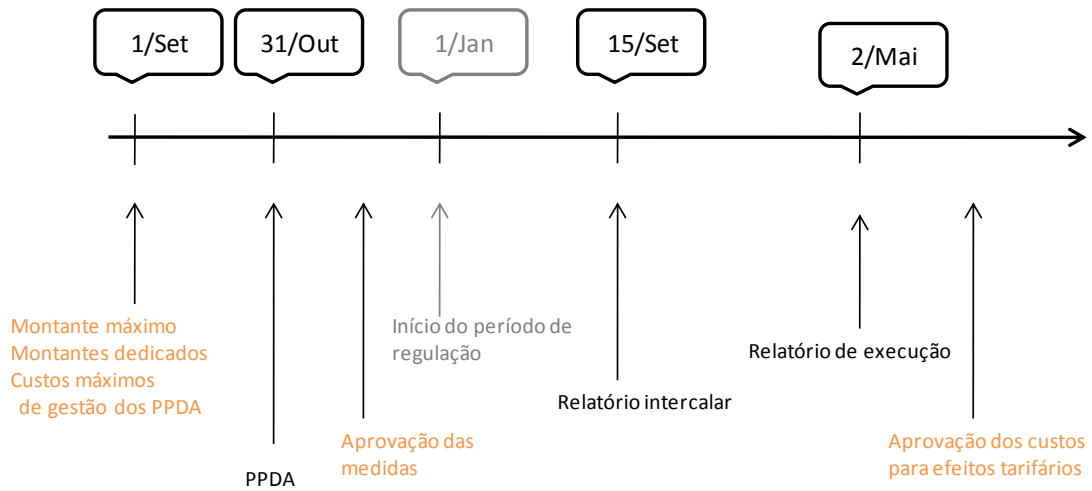 1/Set
31/Out
1/Jan
15/Set
2/Mai
Montante máximo
Montantes dedicados
Custos máximos
de gestão dos PPDA
PPDA
Aprovação das
medidas
Início do período de
regulação
Relatório intercalar
Relatório de execução
Aprovação dos custos
para efeitos tarifários